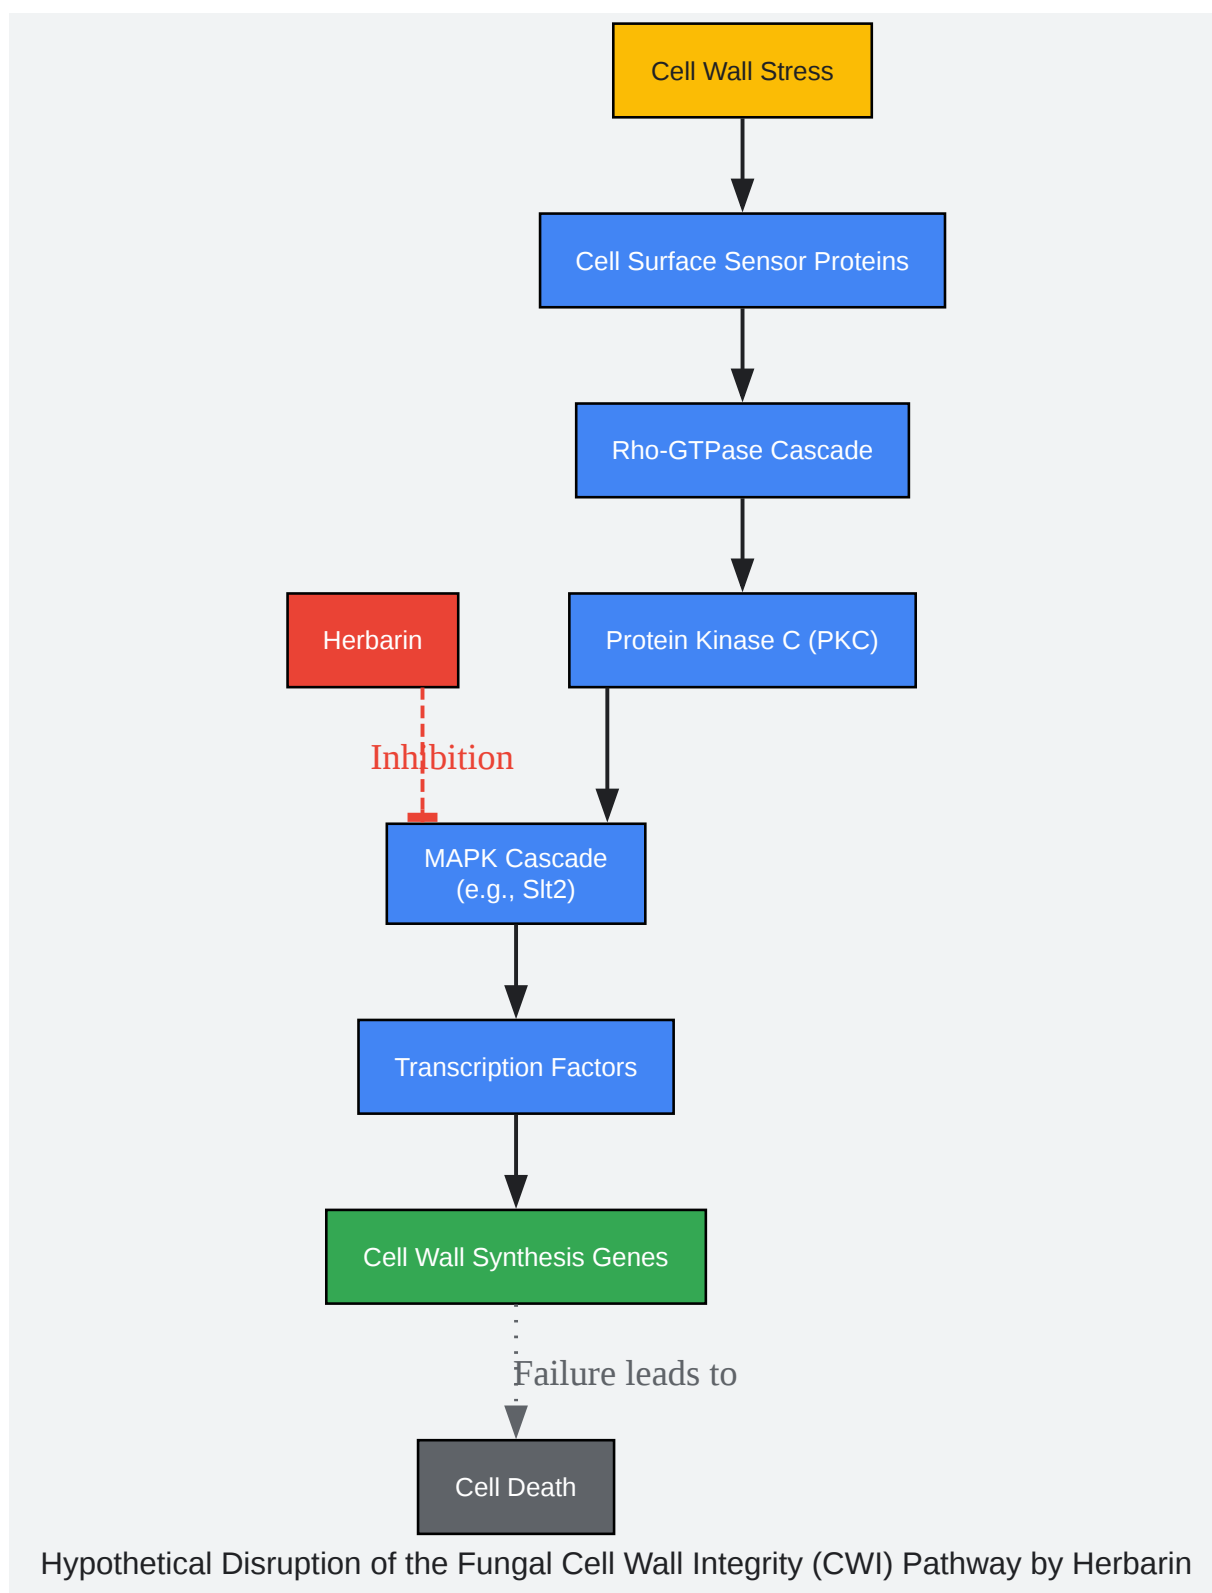 Cell Wall Stress
Cell Surface Sensor Proteins
Rho-GTPase Cascade
Herbarin
Protein Kinase C (PKC)
Inhibition
MAPK Cascade
(e.g., Slt2)
Transcription Factors
Cell Wall Synthesis Genes
Failure leads to
Cell Death
Hypothetical Disruption of the Fungal Cell Wall Integrity (CWI) Pathway by Herbarin